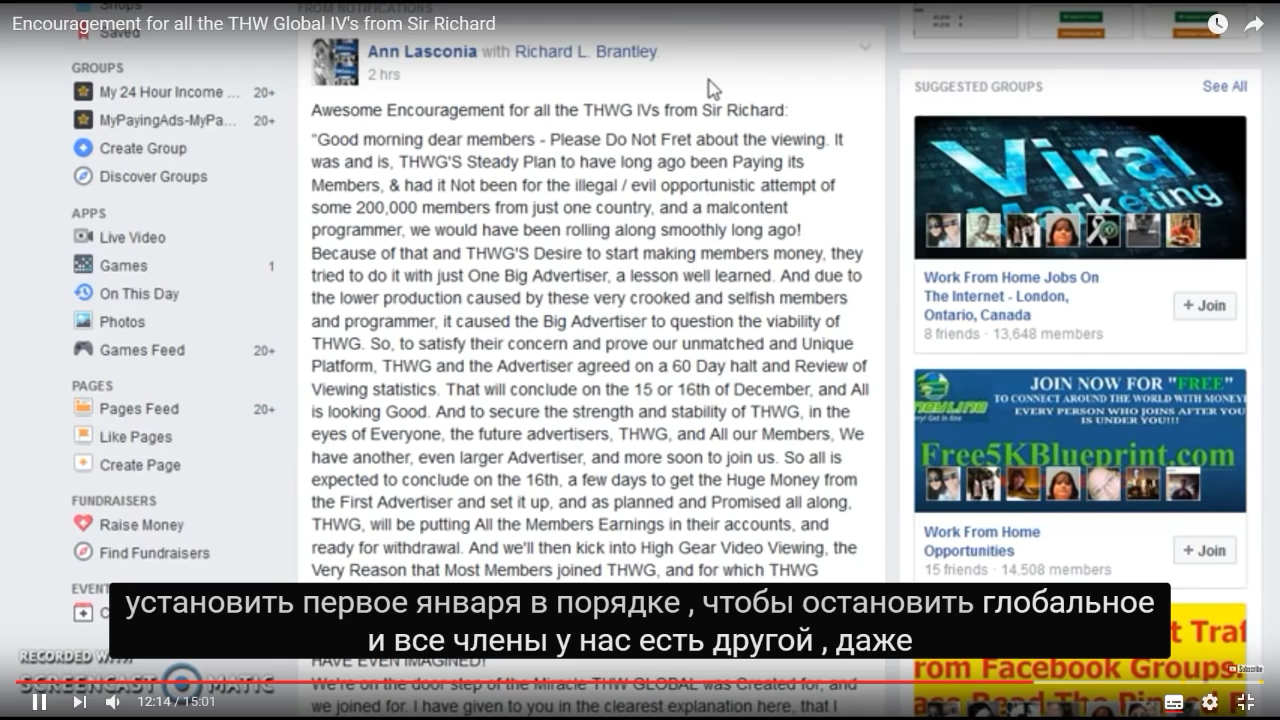 Encouragement for all the THW Global IV's from Sir Richard
Shops
Saved
GROUPS
My 24 Hour Income ... 20+
MyPayingAds-MyPa... 20+
Create Group
Discover Groups
APPS
Live Video
Games 1
On This Day
Photos
Games Feed 20+
PAGES
Pages Feed 20+
Like Pages
Create Page
FUNDRAISERS
Raise Money
Find Fundraisers
FROM NOTIFICATIONS
Ann Lasconia with Richard L. Brantley.
2 hrs
Awesome Encouragement for all the THWG IVs from Sir Richard:
"Good morning dear members - Please Do Not Fret about the viewing. It
was and is, THWG'S Steady Plan to have long ago been Paying its
Members, & had it Not been for the illegal / evil opportunistic attempt of
some 200,000 members from just one country, and a malcontent
programmer, we would have been rolling along smoothly long ago!
Because of that and THWG'S Desire to start making members money, they
tried to do it with just One Big Advertiser, a lesson well learned. And due to
the lower production caused by these very crooked and selfish members
and programmer, it caused the Big Advertiser to question the viability of
THWG. So, to satisfy their concern and prove our unmatched and Unique
Platform, THWG and the Advertiser agreed on a 60 Day halt and Review of
Viewing statistics. That will conclude on the 15 or 16th of December, and All
is looking Good. And to secure the strength and stability of THWG, in the
eyes of Everyone, the future advertisers, THWG, and All our Members, We
have another, even larger Advertiser, and more soon to join us. So all is
expected to conclude on the 16th, a few days to get the Huge Money from
the First Advertiser and set it up, and as planned and Promised all along,
THWG, will be putting All the Members Earnings in their accounts, and
ready for withdrawal. And we'll then kick into High Gear Video Viewing, the
Very Reason that Most Members joined THWG, and for which THWG
HAVE EVEN IMAGINED!
We're on the door step of the Miracle THW GLOBAL was Created for, and
we joined for. I have given to you in the clearest explanation here, that I
SUGGESTED GROUPS See All
Viral
Marketing
Work From Home Jobs On
The Internet - London,
Ontario, Canada
+ Join
8 friends · 13,648 members
JOIN NOW FOR "FREE"
TO CONNECT AROUND THE WORLD WITH MONEY
EVERY PERSON WHO JOINS AFTER YOU
IS UNDER YOU!!!
Free5KBlueprint.com
Work From Home
Opportunities
+ Join
15 friends · 14,508 members
rom Facebook Groups
установить первое января в порядке , чтобы остановить глобальное
и все члены у нас есть другой , даже
RECORDED WITH
SCREENCAST MATIC
Subscribe
12:14 / 15:01